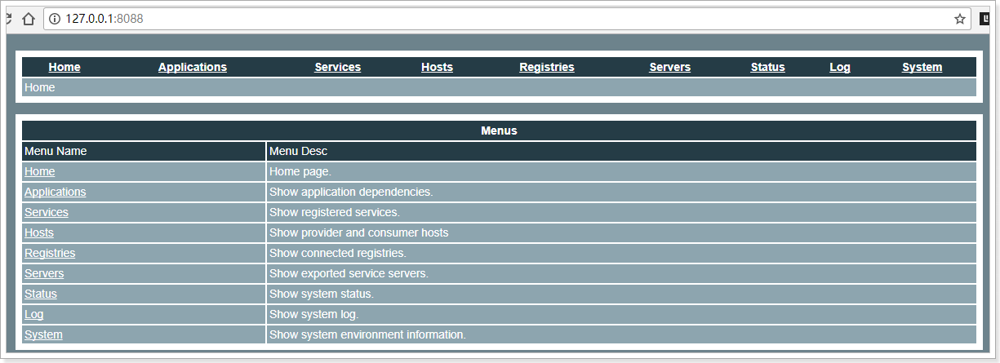 127.0.0.1:8088
Home Applications Services Hosts Registries Servers Status Log System
Home
Menus
Menu Name Menu Desc
Home Home page.
Applications Show application dependencies.
Services Show registered services.
Hosts Show provider and consumer hosts
Registries Show connected registries.
Servers Show exported service servers.
Status Show system status.
Log Show system log.
System Show system environment information.